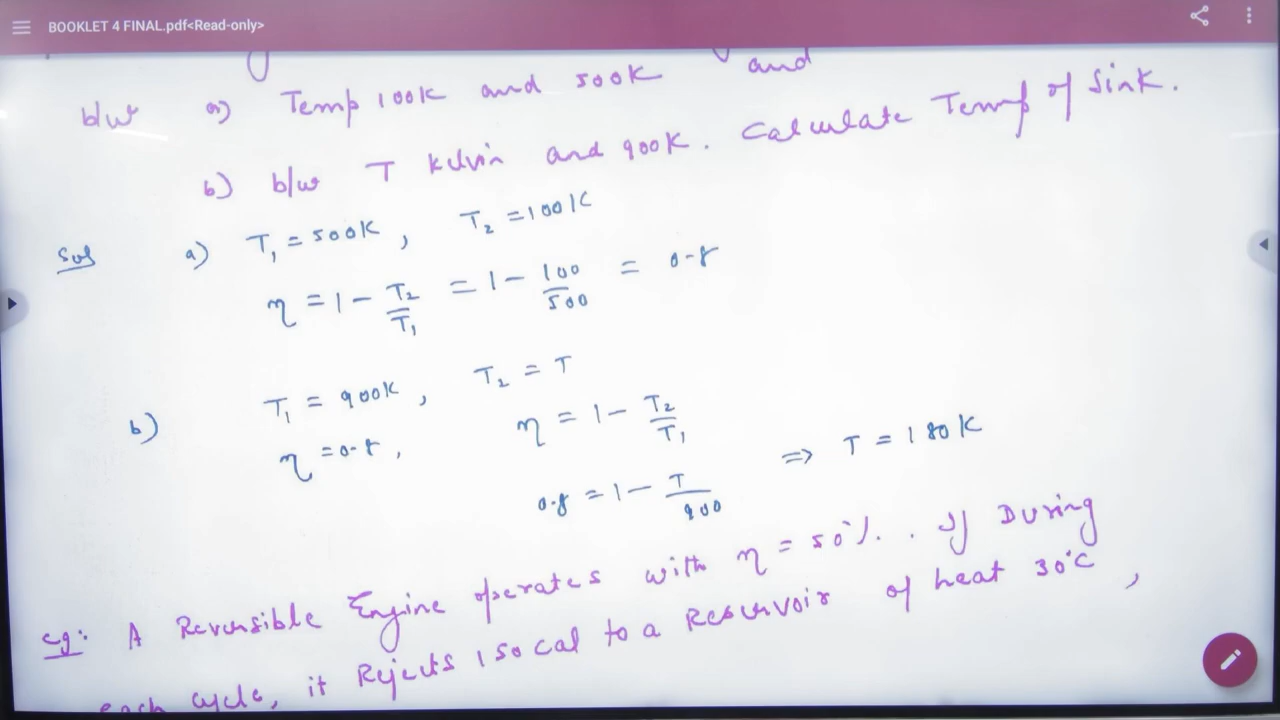 BOOKLET 4 FINAL.pdf<Read-only>
b/w a) Temp 100K and 500K and
b) b/w T Kelvin and 900K. Calculate Temp of Sink.
Sol a) T₁ = 500K, T₂ = 100K
η = 1 - T₂/T₁ = 1 - 100/500 = 0.8
b) T₁ = 900K, T₂ = T
η = 0.8, η = 1 - T₂/T₁
0.8 = 1 - T/900 ⇒ T = 180K
eg: A Reversible Engine operates with η = 50%. . If During
each cycle, it Rejects 150 cal to a Reservoir of heat 30°C,